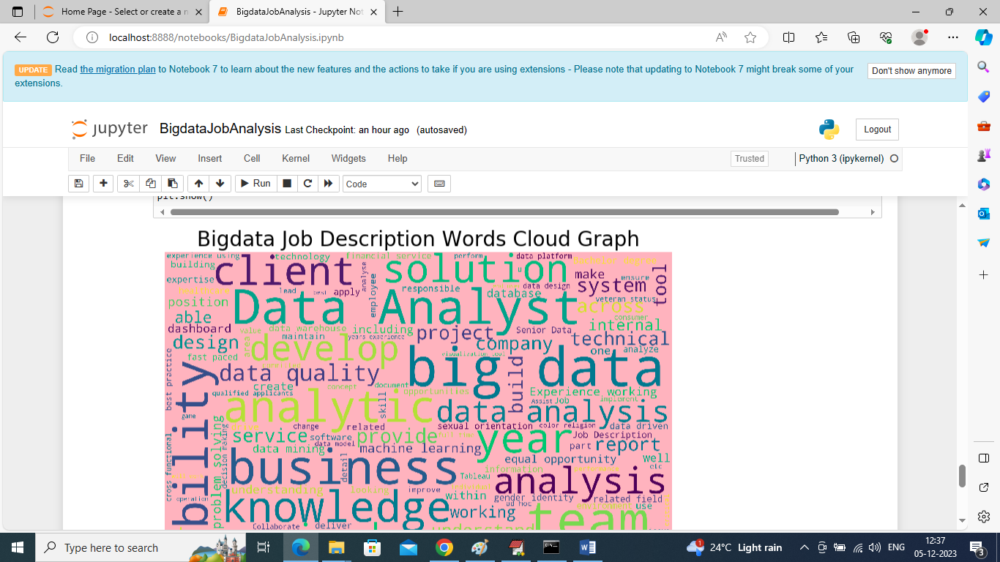 Home Page - Select or create a n
BigdataJobAnalysis - Jupyter Not
localhost:8888/notebooks/BigdataJobAnalysis.ipynb
UPDATE Read the migration plan to Notebook 7 to learn about the new features and the actions to take if you are using extensions - Please note that updating to Notebook 7 might break some of your
extensions.
Don't show anymore
jupyter BigdataJobAnalysis Last Checkpoint: an hour ago (autosaved)
Logout
File Edit View Insert Cell Kernel Widgets Help
Trusted
Python 3 (ipykernel)
Run
Code
plt.show()
Bigdata Job Description Words Cloud Graph
experience using
technology
financial service
perform
data platform
Bachelor degree
building
client
solution
make
ensure
expertise
analyse
employee
lead
best
apply
responsible
data design
system
tool
healthcare
position
Data Analyst
database
veteran status
across
able
consumer
internal
dashboard
value
data warehouse
including
project
Senior Data
maintain
years experience
company
technical
design
area
develop
one
analyze
fast paced
visualization tool
big data
best practice
ability
data quality
build
create
concept
document
qualified applicants
opportunities
Experience working
skill
analytic
Assist
Job
implement
data analysis
game
change
related
sexual orientation
color religion
data driven
service
software
provide
year
Job Description
data model
part
report
data mining
machine learning
cross functional
problem solving
decision making
business
detail
equal opportunity
well
information
etc
Tableau
analysis
understanding
looking
improve
within
gender identity
related field
operation
knowledge
ad hoc
environment
use
working
team
Collaborate
deliver
understand
Type here to search
24°C Light rain
ENG
12:37
05-12-2023
3
1